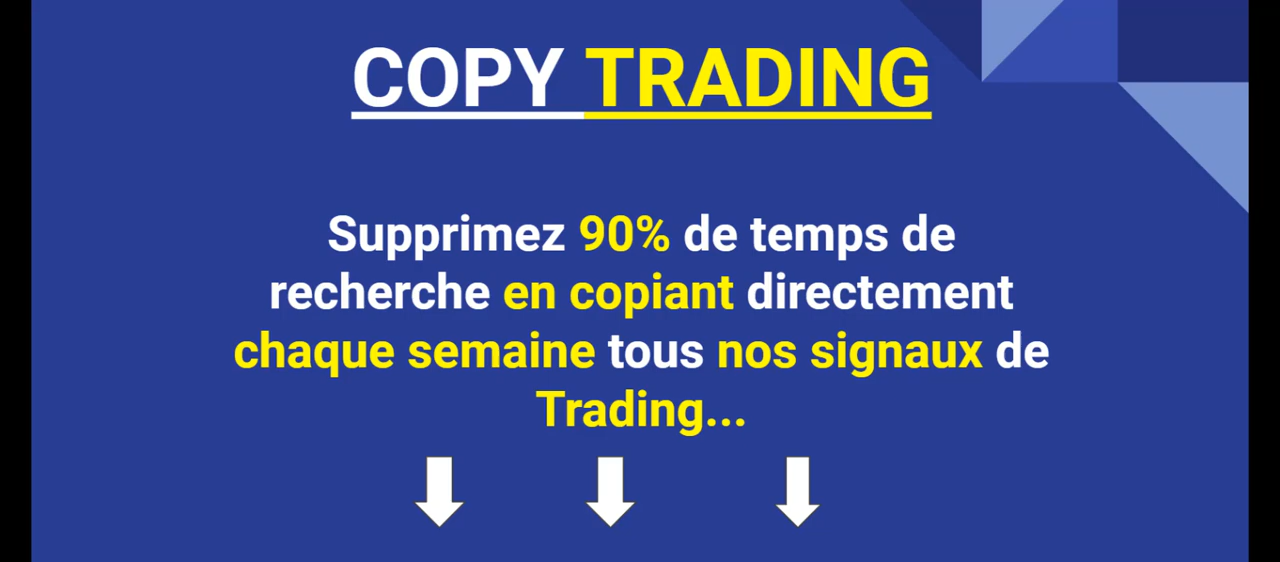 COPY TRADING
Supprimez 90% de temps de
recherche en copiant directement
chaque semaine tous nos signaux de
Trading...